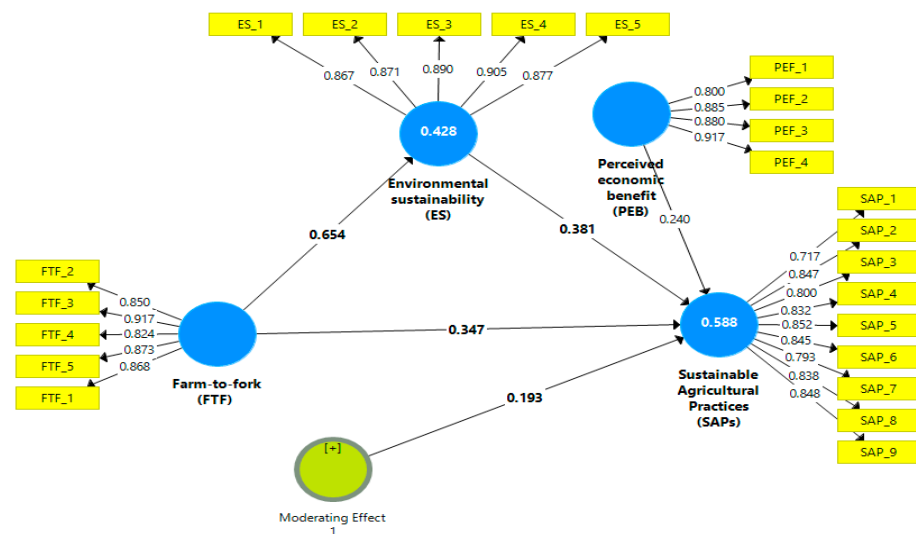 ES_1
ES_2
ES_3
ES_4
ES_5
0.867
0.871
0.890
0.905
0.877
0.428
Environmental
sustainability
(ES)
PEF_1
PEF_2
PEF_3
PEF_4
0.800
0.885
0.880
0.917
Perceived
economic
benefit
(PEB)
0.240
0.654
0.381
FTF_2
FTF_3
FTF_4
FTF_5
FTF_1
0.850
0.917
0.824
0.873
0.868
Farm-to-fork
(FTF)
0.347
0.193
0.588
Sustainable
Agricultural
Practices
(SAPs)
SAP_1
SAP_2
SAP_3
SAP_4
SAP_5
SAP_6
SAP_7
SAP_8
SAP_9
0.717
0.847
0.800
0.832
0.852
0.845
0.793
0.838
0.848
[+]
Moderating Effect
1